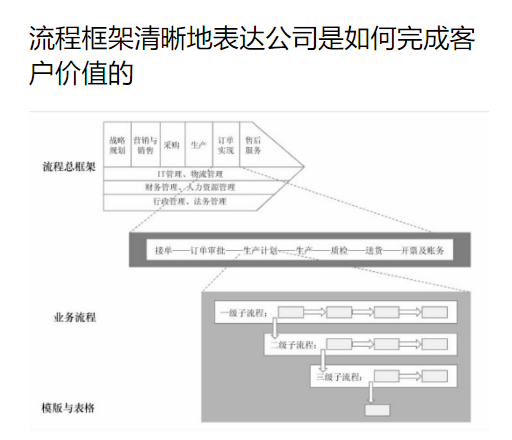 流程框架清晰地表达公司是如何完成客
户价值的
战略
规划
营销与
销售
采购
生产
订单
实现
售后
服务
流程总框架
IT管理、物流管理
财务管理、人力资源管理
行政管理、法务管理
接单——订单审批——生产计划——生产——质检——送货——开票及账务
一级子流程：
业务流程
二级子流程：
三级子流程：
模版与表格